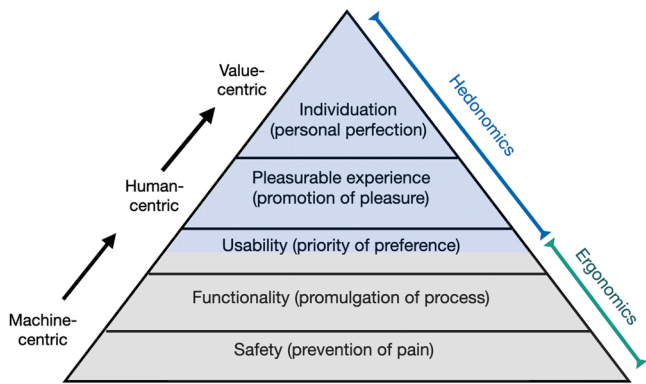 Value-
centric
Individuation
(personal perfection)
Hedonomics
Human-
centric
Pleasurable experience
(promotion of pleasure)
Usability (priority of preference)
Ergonomics
Functionality (promulgation of process)
Machine-
centric
Safety (prevention of pain)